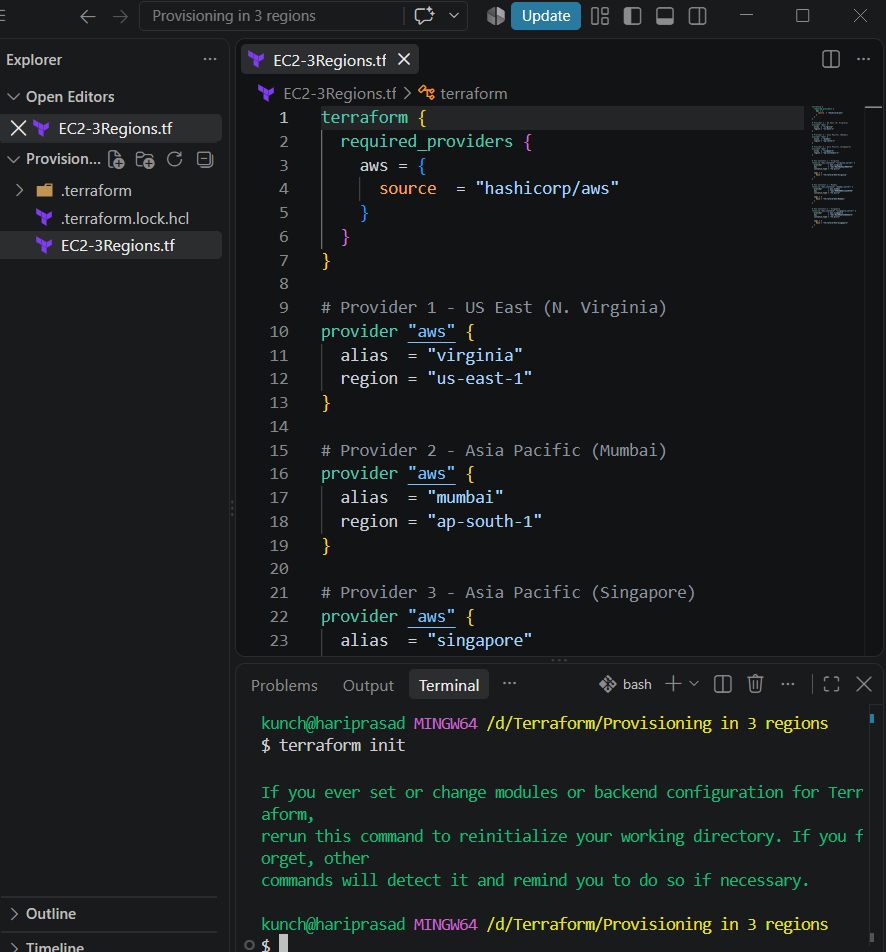 Provisioning in 3 regions
Update
Explorer
Open Editors
EC2-3Regions.tf
Provision...
.terraform
.terraform.lock.hcl
EC2-3Regions.tf
Outline
Timeline
EC2-3Regions.tf
EC2-3Regions.tf > terraform
1 terraform {
2 required_providers {
3 aws = {
4 source = "hashicorp/aws"
5 }
6 }
7 }
8
9 # Provider 1 - US East (N. Virginia)
10 provider "aws" {
11 alias = "virginia"
12 region = "us-east-1"
13 }
14
15 # Provider 2 - Asia Pacific (Mumbai)
16 provider "aws" {
17 alias = "mumbai"
18 region = "ap-south-1"
19 }
20
21 # Provider 3 - Asia Pacific (Singapore)
22 provider "aws" {
23 alias = "singapore"
Problems Output Terminal ... bash
kunch@hariprasad MINGW64 /d/Terraform/Provisioning in 3 regions
$ terraform init
If you ever set or change modules or backend configuration for Terr
aform,
rerun this command to reinitialize your working directory. If you f
orget, other
commands will detect it and remind you to do so if necessary.
kunch@hariprasad MINGW64 /d/Terraform/Provisioning in 3 regions
$